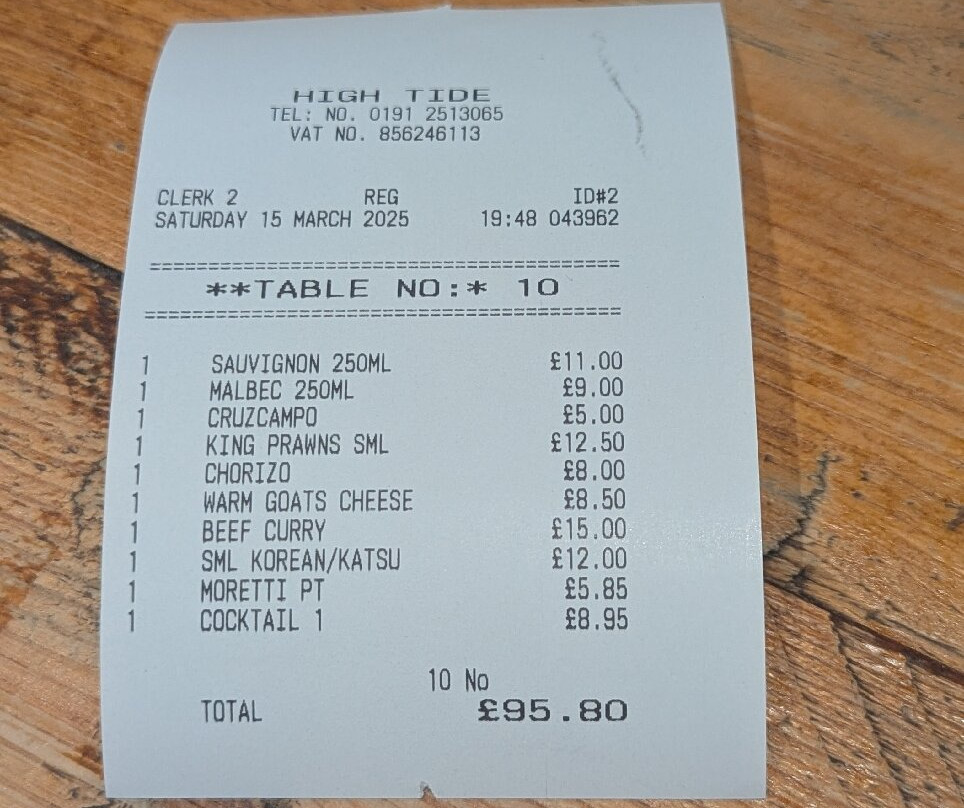 HIGH TIDE
TEL: NO. 0191 2513065
VAT NO. 856246113
CLERK 2 REG ID#2
SATURDAY 15 MARCH 2025 19:48 043962
============================================
**TABLE NO:* 10
============================================
1 SAUVIGNON 250ML £11.00
1 MALBEC 250ML £9.00
1 CRUZCAMPO £5.00
1 KING PRAWNS SML £12.50
1 CHORIZO £8.00
1 WARM GOATS CHEESE £8.50
1 BEEF CURRY £15.00
1 SML KOREAN/KATSU £12.00
1 MORETTI PT £5.85
1 COCKTAIL 1 £8.95
10 No
TOTAL £95.80